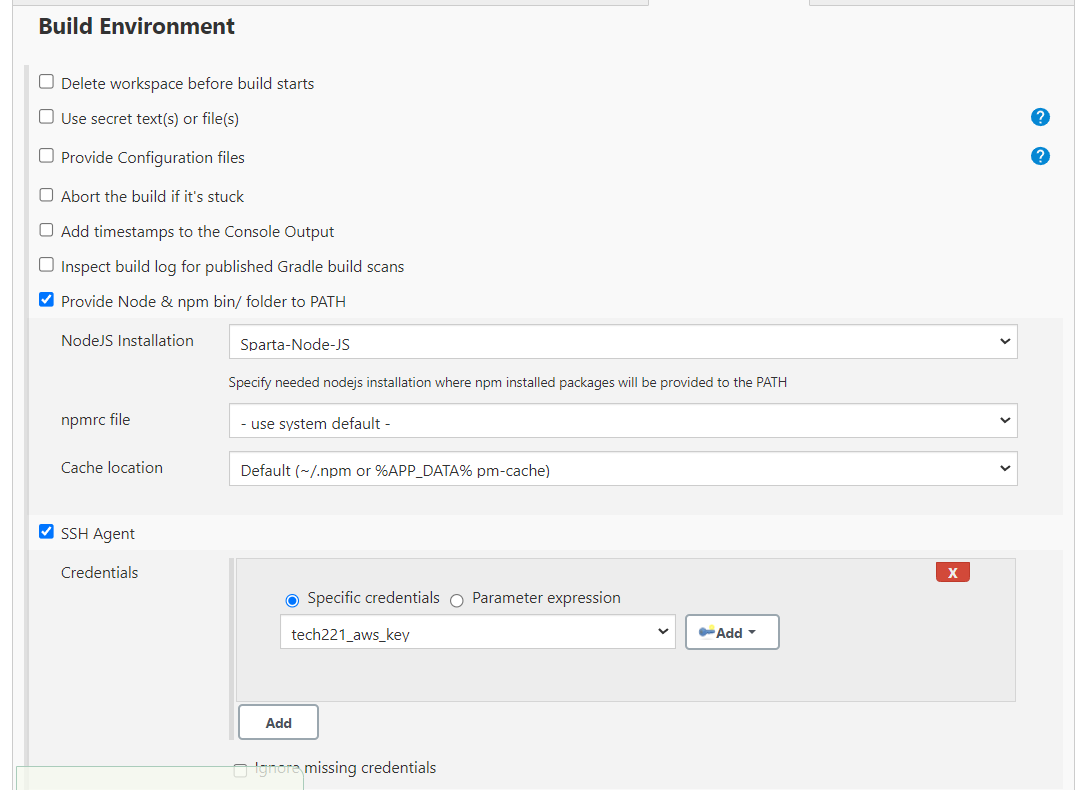 Build Environment
Delete workspace before build starts
Use secret text(s) or file(s)
?
Provide Configuration files
?
Abort the build if it's stuck
Add timestamps to the Console Output
Inspect build log for published Gradle build scans
Provide Node & npm bin/ folder to PATH
NodeJS Installation
Sparta-Node-JS
Specify needed nodejs installation where npm installed packages will be provided to the PATH
npmrc file
- use system default -
Cache location
Default (~/.npm or %APP_DATA% pm-cache)
SSH Agent
Credentials
X
Specific credentials Parameter expression
tech221_aws_key
Add
Add
Ignore missing credentials